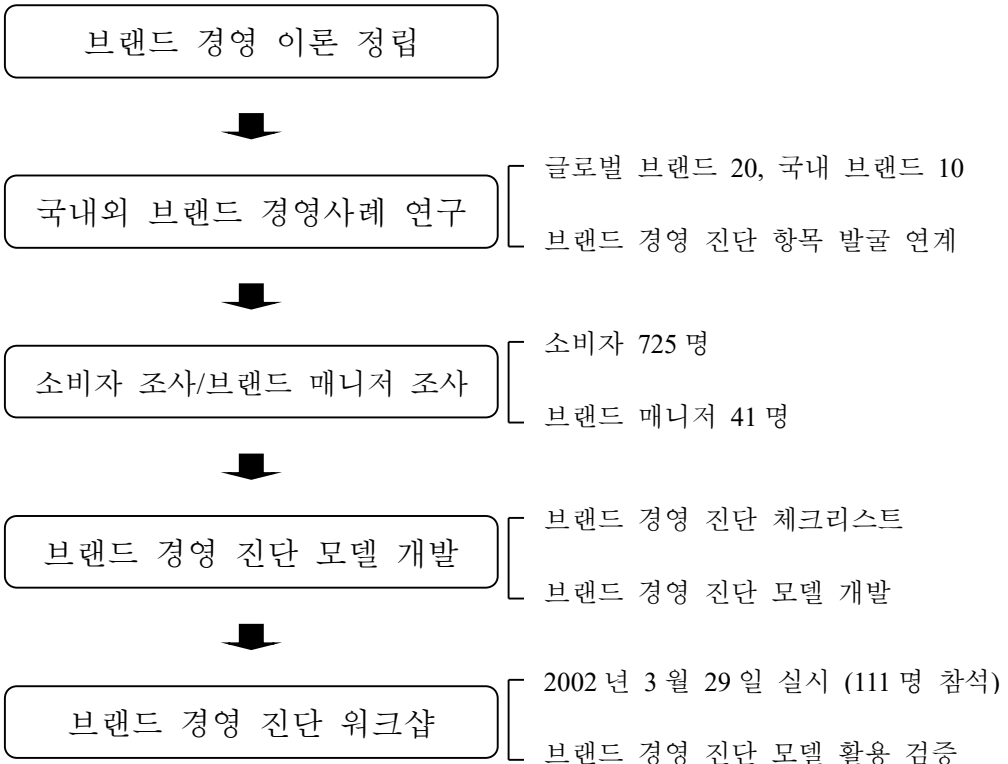 브랜드 경영 이론 정립
국내외 브랜드 경영사례 연구
글로벌 브랜드 20, 국내 브랜드 10
브랜드 경영 진단 항목 발굴 연계
소비자 조사/브랜드 매니저 조사
소비자 725 명
브랜드 매니저 41 명
브랜드 경영 진단 모델 개발
브랜드 경영 진단 체크리스트
브랜드 경영 진단 모델 개발
브랜드 경영 진단 워크샵
2002 년 3 월 29 일 실시 (111 명 참석)
브랜드 경영 진단 모델 활용 검증